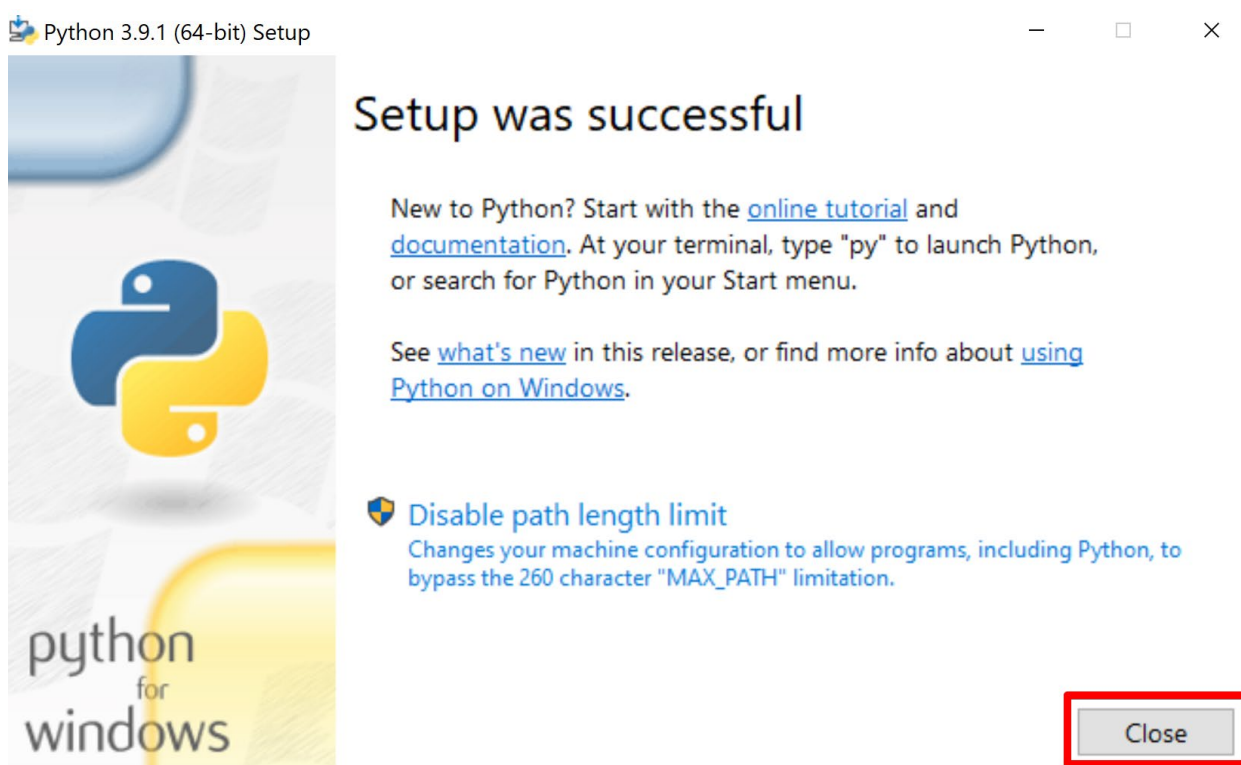 Python 3.9.1 (64-bit) Setup
Setup was successful
New to Python? Start with the online tutorial and
documentation. At your terminal, type "py" to launch Python,
or search for Python in your Start menu.
See what's new in this release, or find more info about using
Python on Windows.
Disable path length limit
Changes your machine configuration to allow programs, including Python, to
bypass the 260 character "MAX_PATH" limitation.
python
for
windows
Close